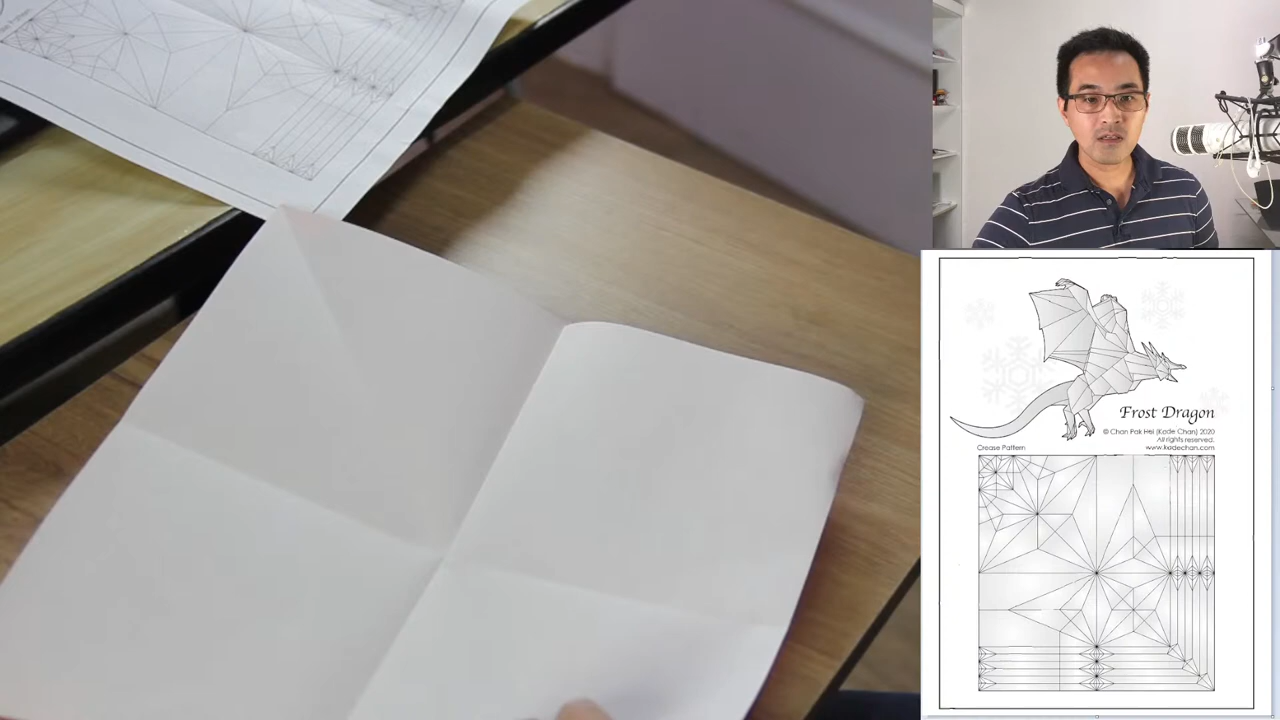 Frost Dragon
© Chan Pak Hei (Kade Chan) 2020
All rights reserved.
Crease Pattern
www.kadechan.com